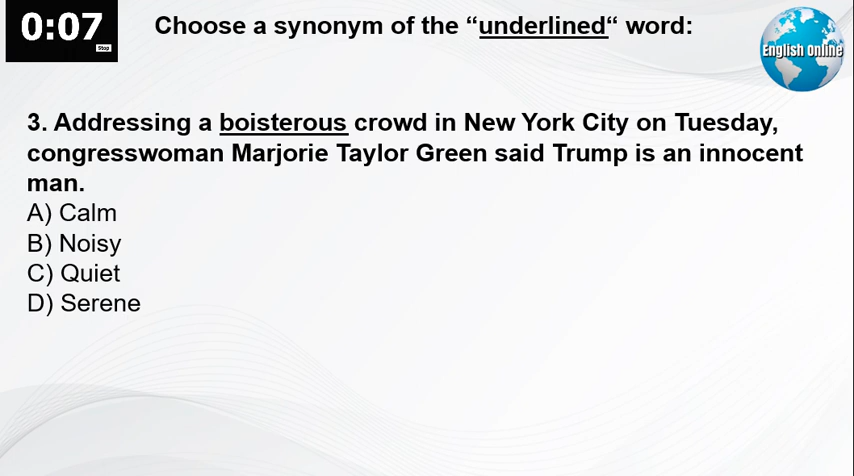 0:07
Stop
Choose a synonym of the “underlined“ word:
English Online
3. Addressing a boisterous crowd in New York City on Tuesday,
congresswoman Marjorie Taylor Green said Trump is an innocent
man.
A) Calm
B) Noisy
C) Quiet
D) Serene